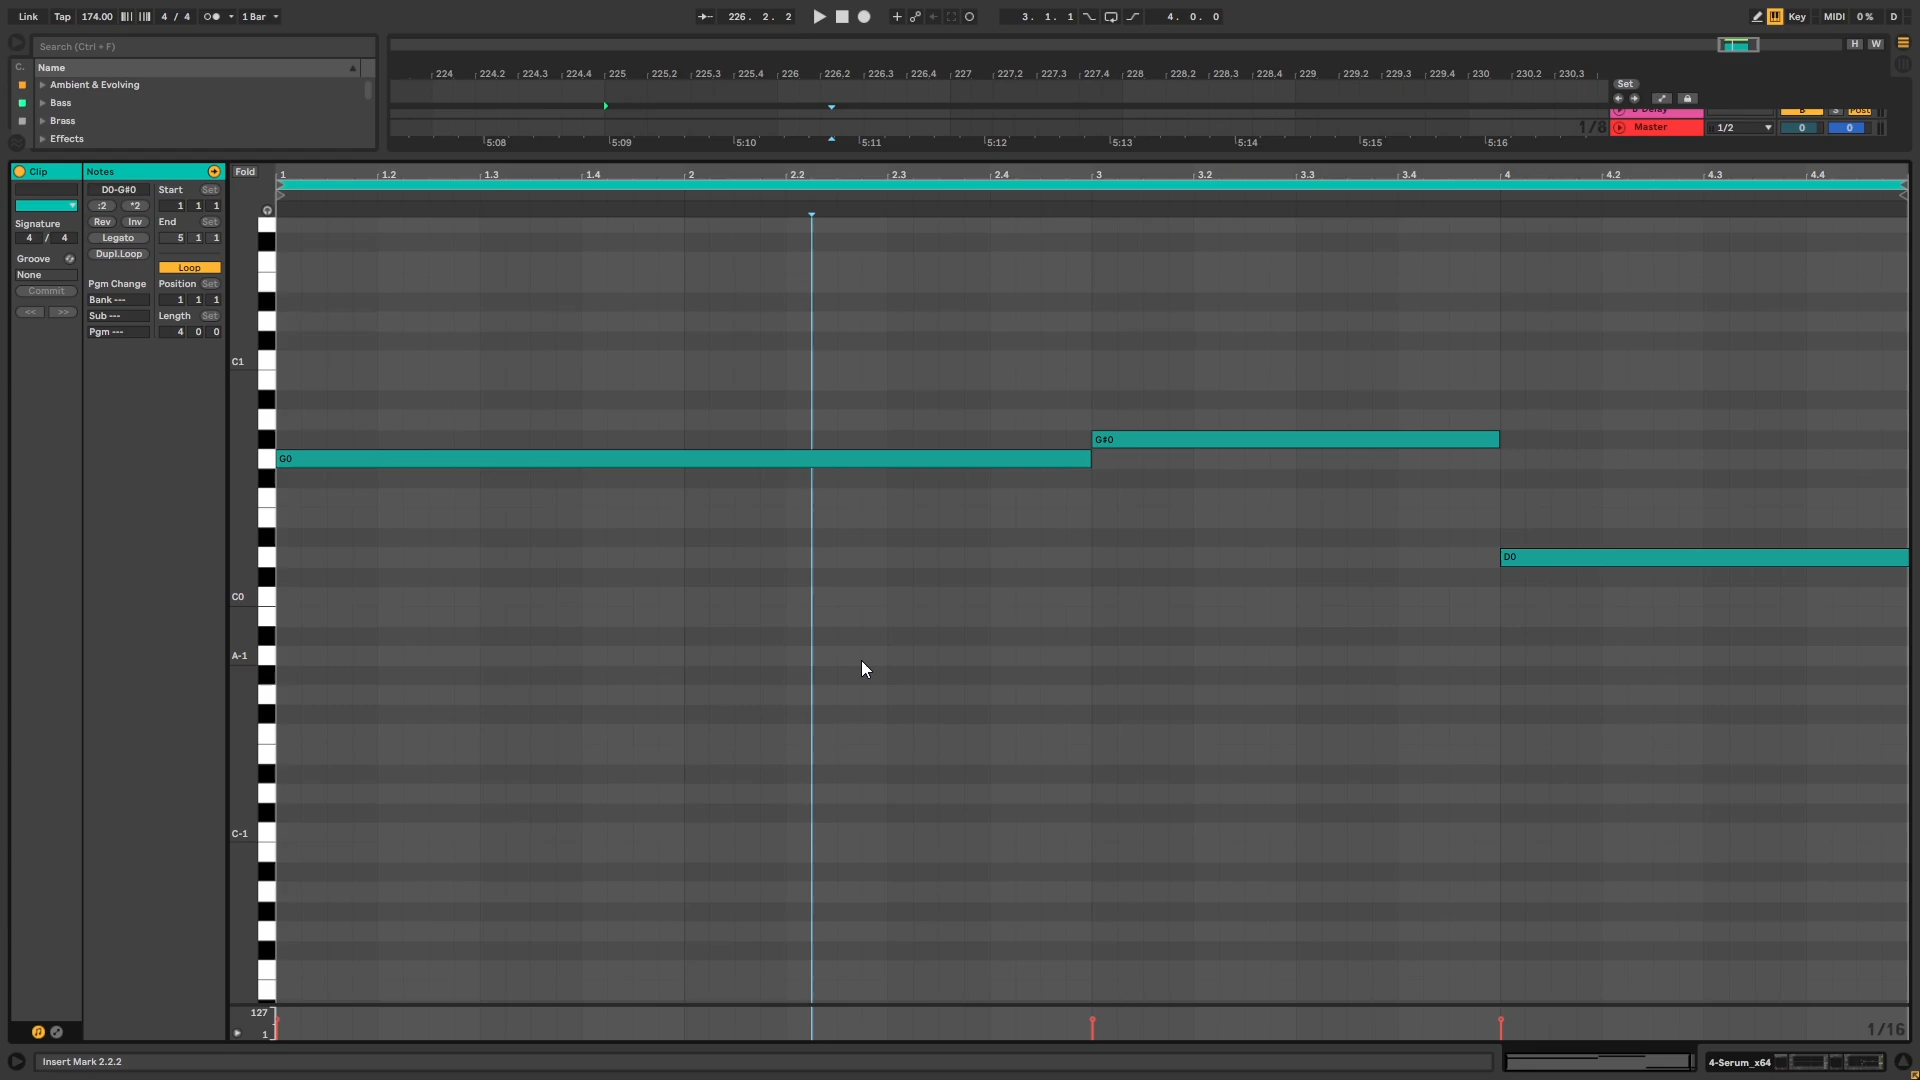 Link Tap 174.00 4 / 4 1 Bar 226. 2. 2 3. 1. 1 4. 0. 0 Key MIDI 0 % D
Search (Ctrl + F)
H W
C. Name
224 224.2 224.3 224.4 225 225.2 225.3 225.4 226 226.2 226.3 226.4 227 227.2 227.3 227.4 228 228.2 228.3 228.4 229 229.2 229.3 229.4 230 230.2 230.3
Ambient & Evolving
Set
Bass
B Delay B S Post
Brass
1/8 Master 1/2 0 0
Effects
5:08 5:09 5:10 5:11 5:12 5:13 5:14 5:15 5:16
Clip Notes Fold 1 1.2 1.3 1.4 2 2.2 2.3 2.4 3 3.2 3.3 3.4 4 4.2 4.3 4.4
D0-G#0 Start Set
:2 *2 1 1 1
Rev Inv End Set
Signature
4 / 4 Legato 5 1 1
Dupl.Loop
Groove
Loop
None
Pgm Change Position Set
Commit
Bank --- 1 1 1
<< >>
Sub --- Length Set
Pgm --- 4 0 0
C1
G#0
G0
D0
C0
A-1
C-1
127
1
1/16
Insert Mark 2.2.2 4-Serum_x64